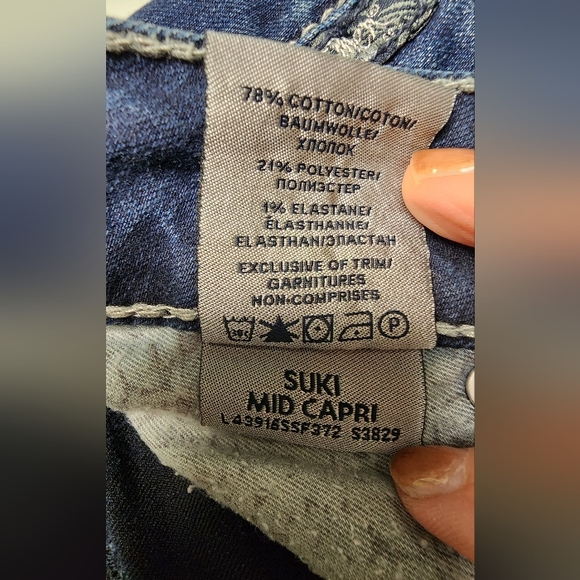 78% COTTON/COTON/
BAUMWOLLE/
ХЛОПОК
21% POLYESTER/
ПОЛИЭСТЕР
1% ELASTANE/
ÉLASTHANNE/
ELASTHAN/ЭЛАСТАН
EXCLUSIVE OF TRIM/
GARNITURES
NON-COMPRISES
P
SUKI
MID CAPRI
L43916SSF372 S3829